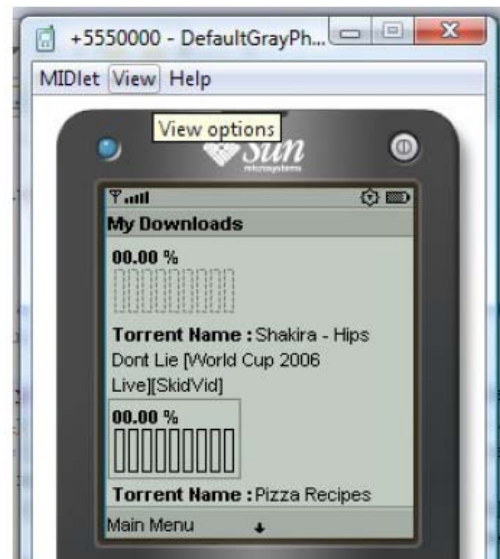 +5550000 - DefaultGrayPh...
MIDlet View Help
View options
Sun
microsystems
My Downloads
00.00 %
Torrent Name : Shakira - Hips
Dont Lie [World Cup 2006
Live][SkidVid]
00.00 %
Torrent Name : Pizza Recipes
Main Menu